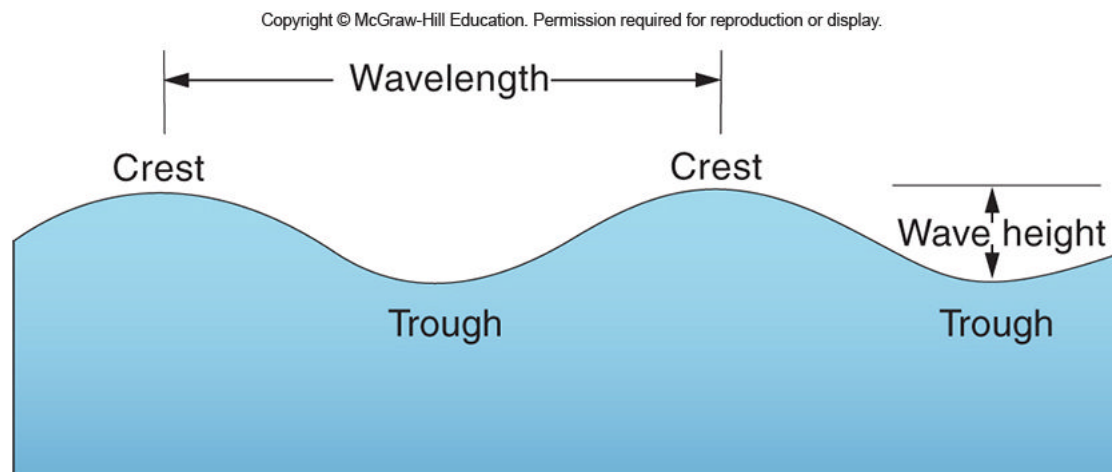 Copyright © McGraw-Hill Education. Permission required for reproduction or display.
Wavelength
Crest
Crest
Wave height
Trough
Trough